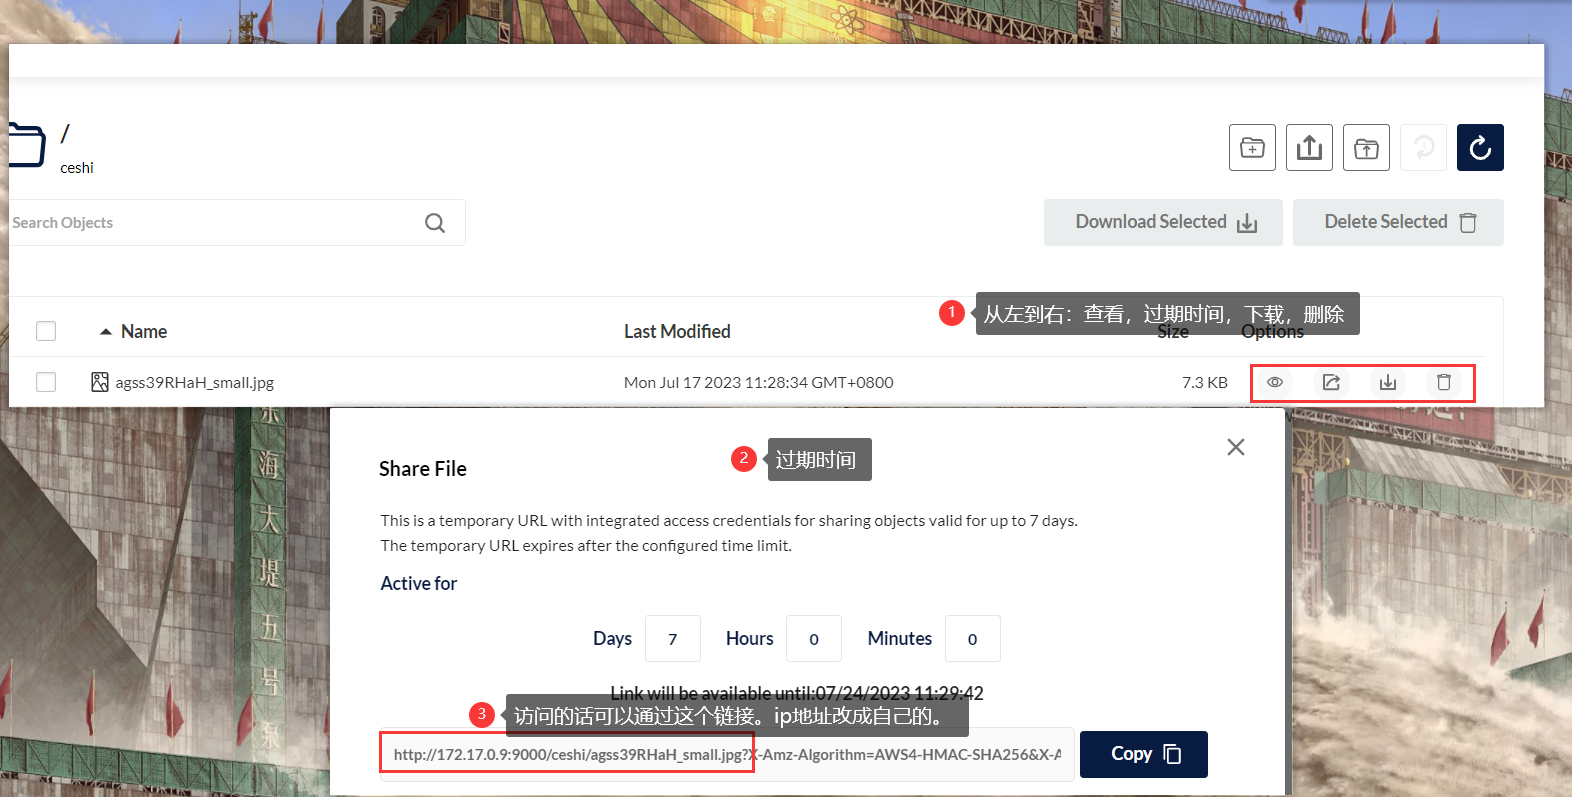 /
ceshi
Search Objects
Download Selected
Delete Selected
1
从左到右：查看，过期时间，下载，删除
Name
Last Modified
Size
Options
agss39RHaH_small.jpg
Mon Jul 17 2023 11:28:34 GMT+0800
7.3 KB
东海大堤五号泵
2
过期时间
Share File
This is a temporary URL with integrated access credentials for sharing objects valid for up to 7 days.
The temporary URL expires after the configured time limit.
Active for
Days 7 Hours 0 Minutes 0
Link will be available until:07/24/2023 11:29:42
3
访问的话可以通过这个链接。ip地址改成自己的。
http://172.17.0.9:9000/ceshi/agss39RHaH_small.jpg?X-Amz-Algorithm=AWS4-HMAC-SHA256&X-A
Copy